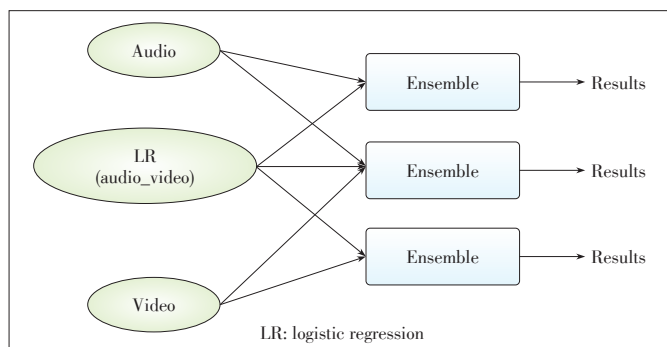 Audio
Ensemble
Results
LR
(audio_video)
Ensemble
Results
Ensemble
Results
Video
LR: logistic regression